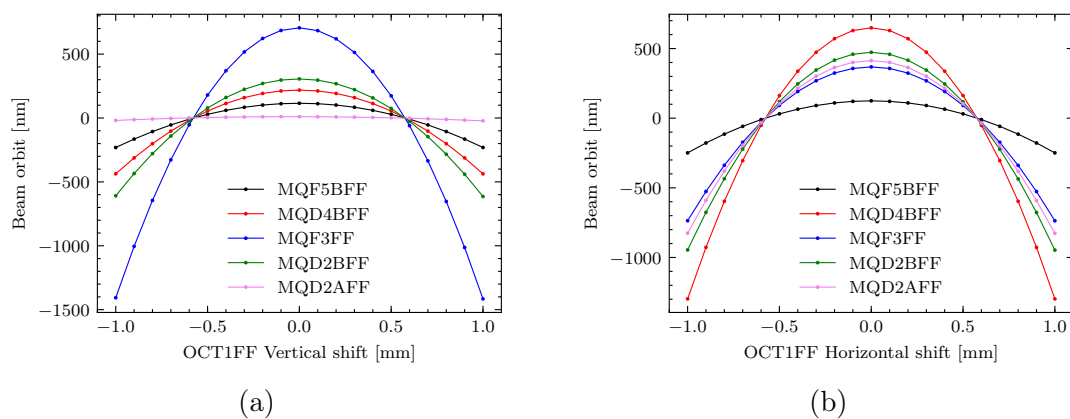 500
0
−500
−1000
−1500
−1.0 −0.5 0.0 0.5 1.0
Beam orbit [nm]
OCT1FF Vertical shift [mm]
MQF5BFF
MQD4BFF
MQF3FF
MQD2BFF
MQD2AFF
(a)
500
0
−500
−1000
−1.0 −0.5 0.0 0.5 1.0
Beam orbit [nm]
OCT1FF Horizontal shift [mm]
MQF5BFF
MQD4BFF
MQF3FF
MQD2BFF
MQD2AFF
(b)